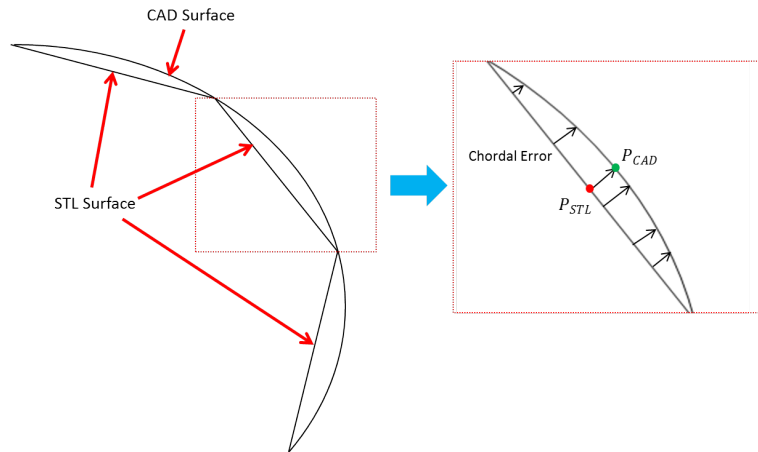 CAD Surface
STL Surface
Chordal Error
P_CAD
P_STL